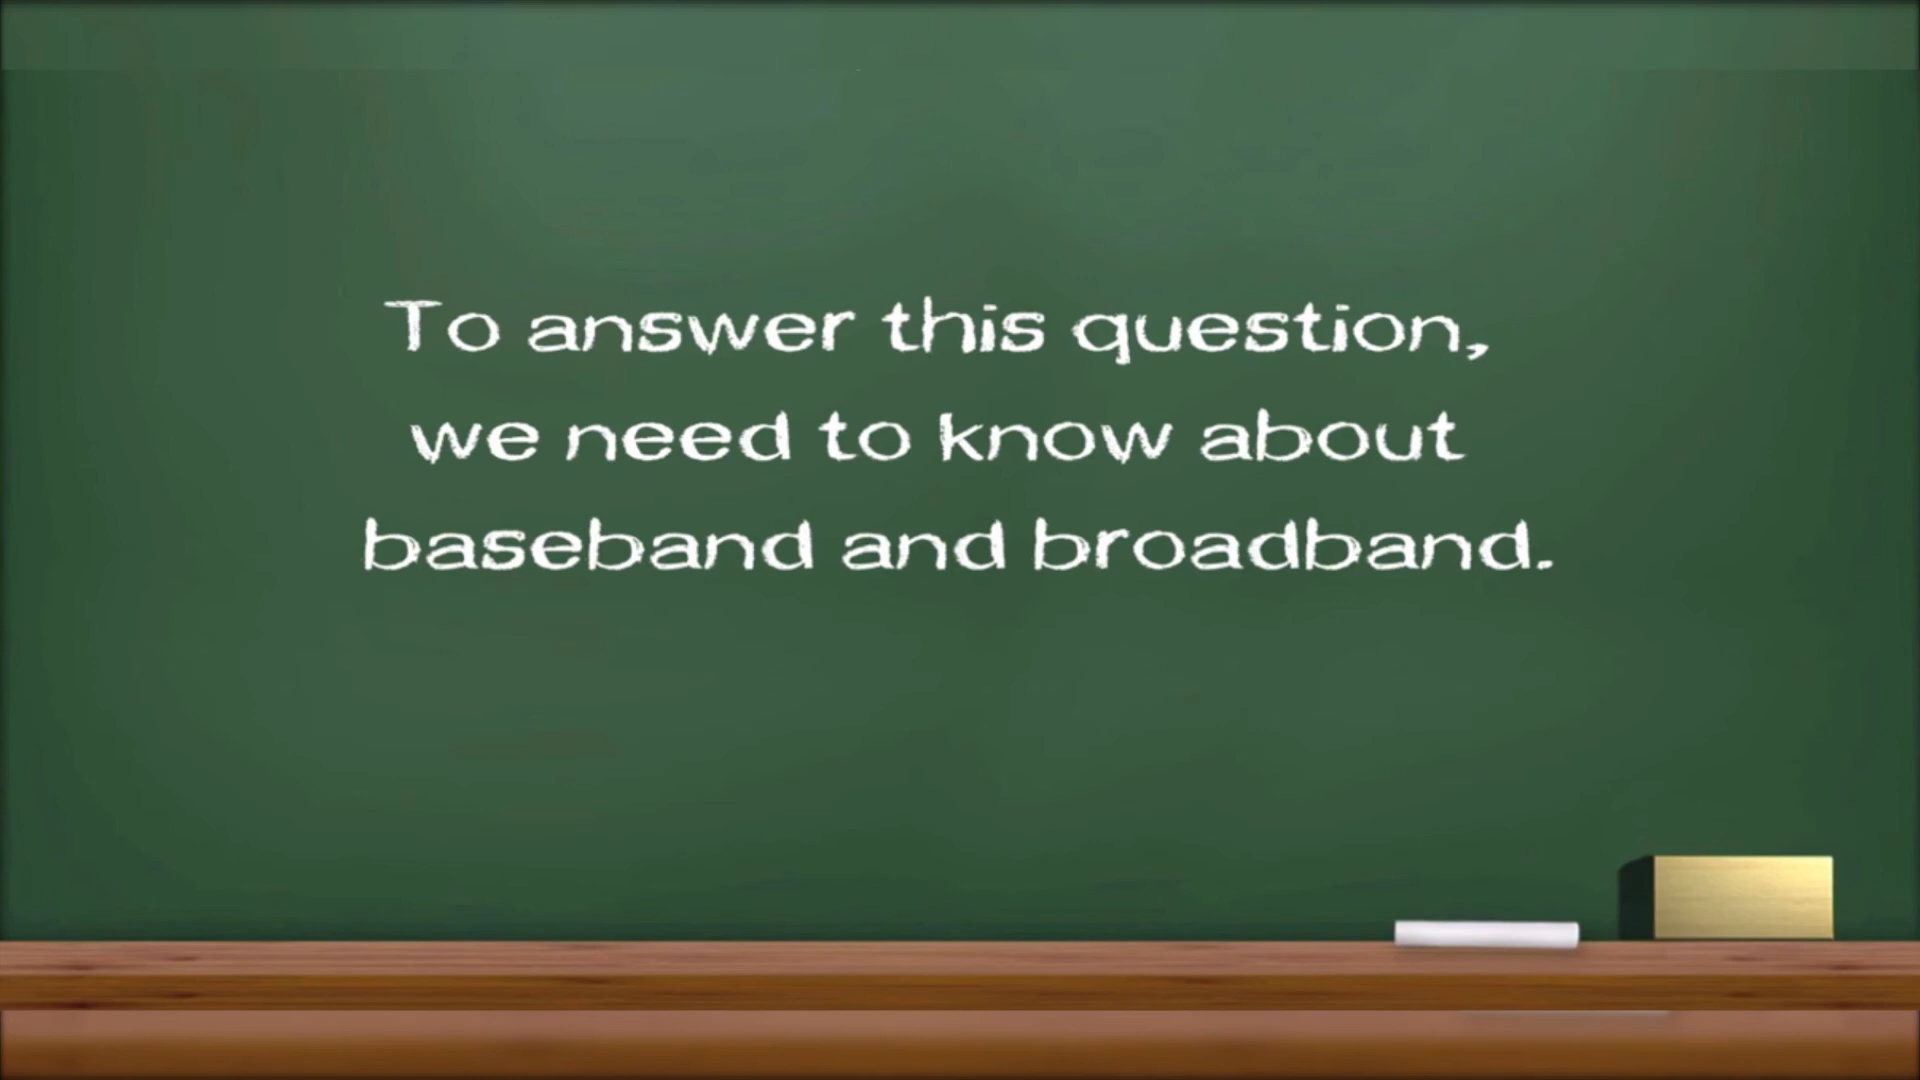 To answer this question,
we need to know about
baseband and broadband.